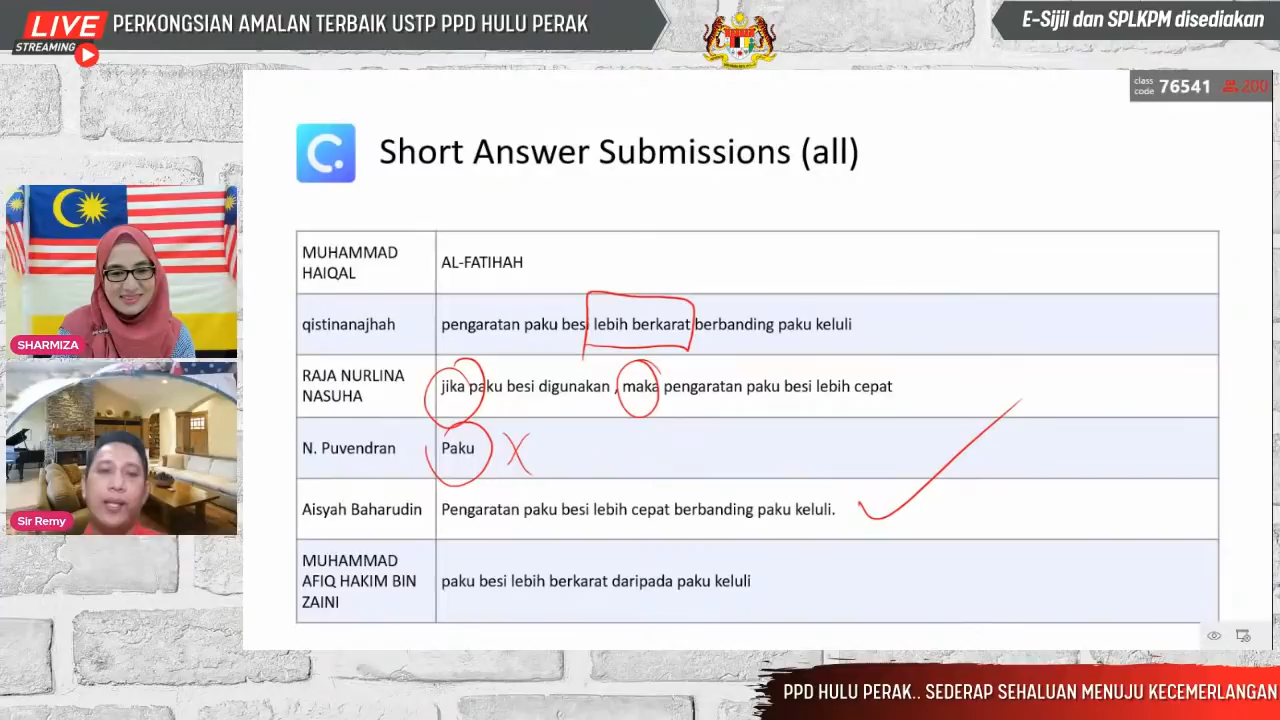 LIVE
STREAMING
PERKONGSIAN AMALAN TERBAIK USTP PPD HULU PERAK
E-Sijil dan SPLKPM disediakan
class
code 76541 200
C.
Short Answer Submissions (all)
MUHAMMAD
HAIQAL
AL-FATIHAH
qistinanajhah
pengaratan paku besi lebih berkarat berbanding paku keluli
RAJA NURLINA
NASUHA
jika paku besi digunakan , maka pengaratan paku besi lebih cepat
N. Puvendran
Paku X
Aisyah Baharudin
Pengaratan paku besi lebih cepat berbanding paku keluli.
MUHAMMAD
AFIQ HAKIM BIN
ZAINI
paku besi lebih berkarat daripada paku keluli
SHARMIZA
Sir Remy
PPD HULU PERAK.. SEDERAP SEHALUAN MENUJU KECEMERLANGAN